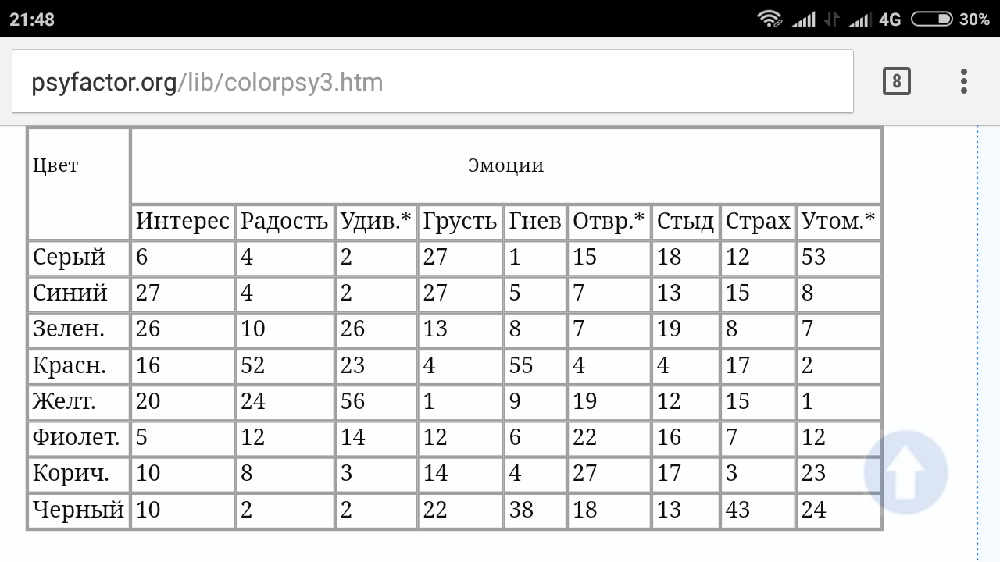 21:48 4G 30%
psyfactor.org/lib/colorpsy3.htm 8
Цвет Эмоции
Интерес Радость Удив.* Грусть Гнев Отвр.* Стыд Страх Утом.*
Серый 6 4 2 27 1 15 18 12 53
Синий 27 4 2 27 5 7 13 15 8
Зелен. 26 10 26 13 8 7 19 8 7
Красн. 16 52 23 4 55 4 4 17 2
Желт. 20 24 56 1 9 19 12 15 1
Фиолет. 5 12 14 12 6 22 16 7 12
Корич. 10 8 3 14 4 27 17 3 23
Черный 10 2 2 22 38 18 13 43 24